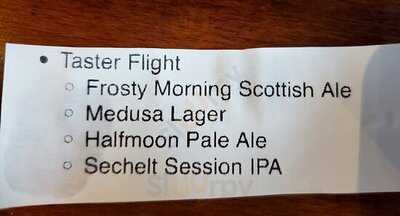 • Taster Flight
○ Frosty Morning Scottish Ale
○ Medusa Lager
○ Halfmoon Pale Ale
○ Sechelt Session IPA